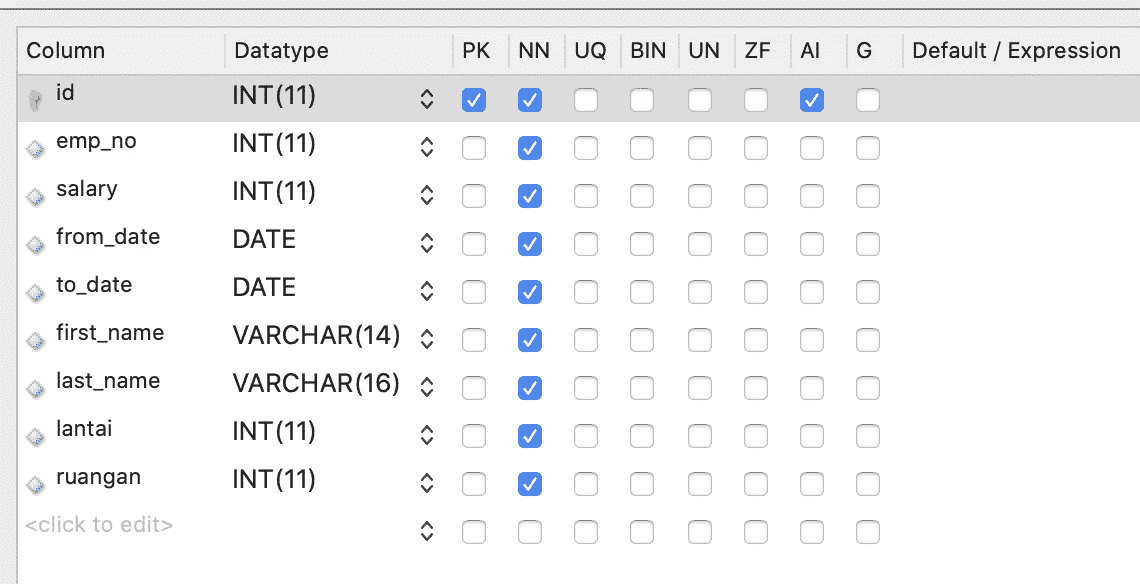 Column Datatype PK NN UQ BIN UN ZF AI G Default / Expression
id INT(11)
emp_no INT(11)
salary INT(11)
from_date DATE
to_date DATE
first_name VARCHAR(14)
last_name VARCHAR(16)
lantai INT(11)
ruangan INT(11)
<click to edit>